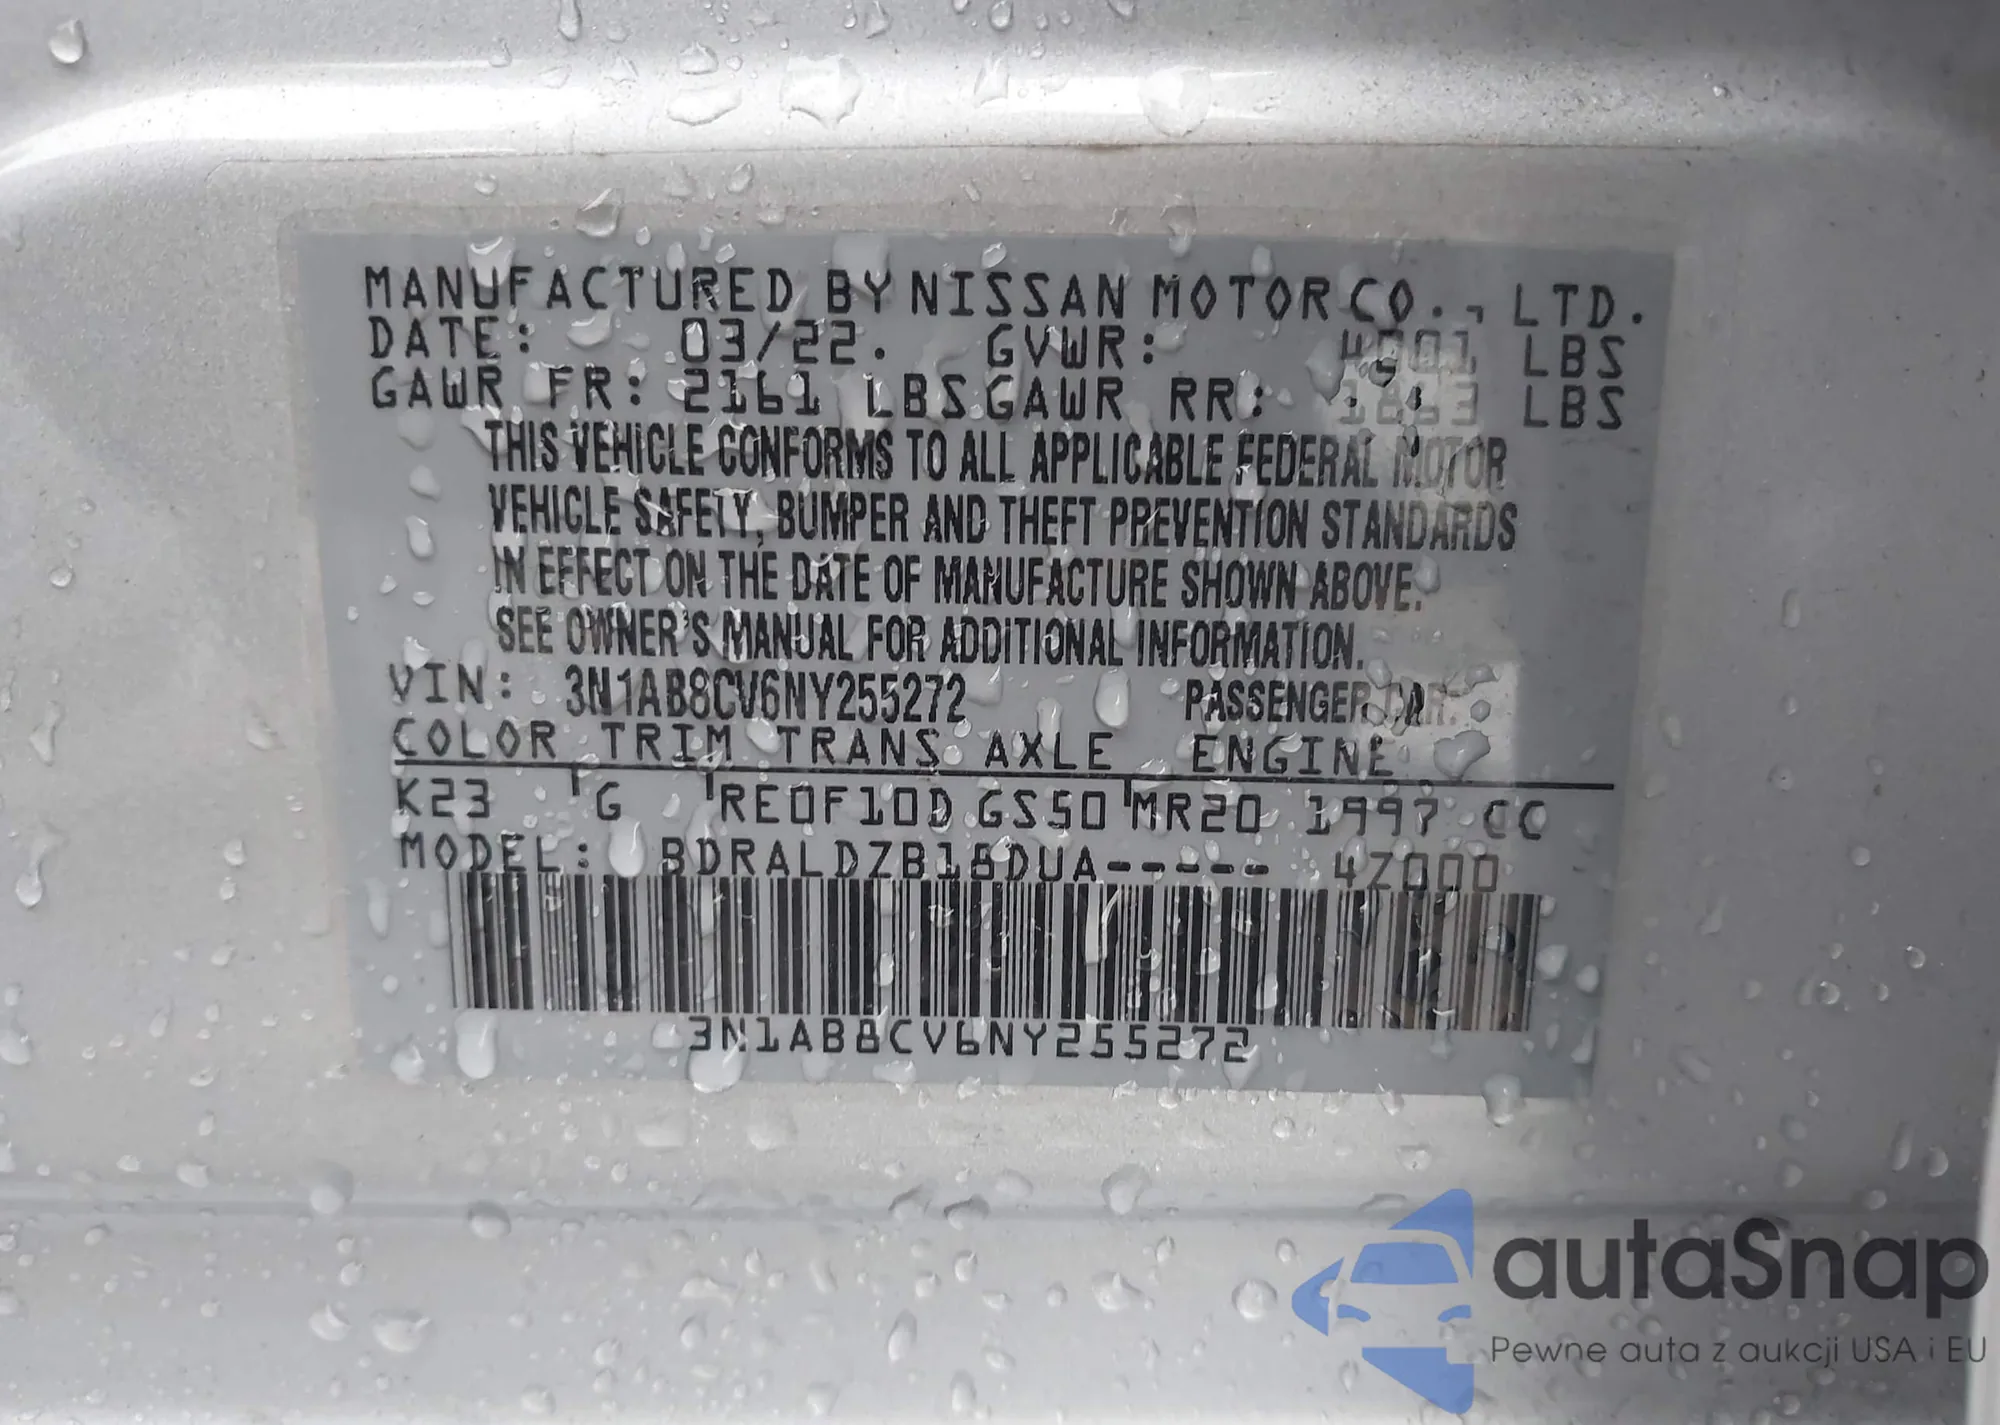 MANUFACTURED BY NISSAN MOTOR CO., LTD.
DATE: 03/22. GVWR: 4001 LBS
GAWR FR: 2161 LBS GAWR RR: LBS
THIS VEHICLE CONFORMS TO ALL APPLICABLE FEDERAL MOTOR
VEHICLE SAFETY, BUMPER AND THEFT PREVENTION STANDARDS
IN EFFECT ON THE DATE OF MANUFACTURE SHOWN ABOVE.
SEE OWNER'S MANUAL FOR ADDITIONAL INFORMATION.
VIN: 3N1AB8CV6NY255272 PASSENGER CAR.
COLOR TRIM TRANS AXLE ENGINE
K23 G RE0F10D GS50 MR20 1997 CC
MODEL: BDRALDZB18DUA----- 4Z000
3N1AB8CV6NY255272
autaSnap
Pewne auta z aukcji USA i EU